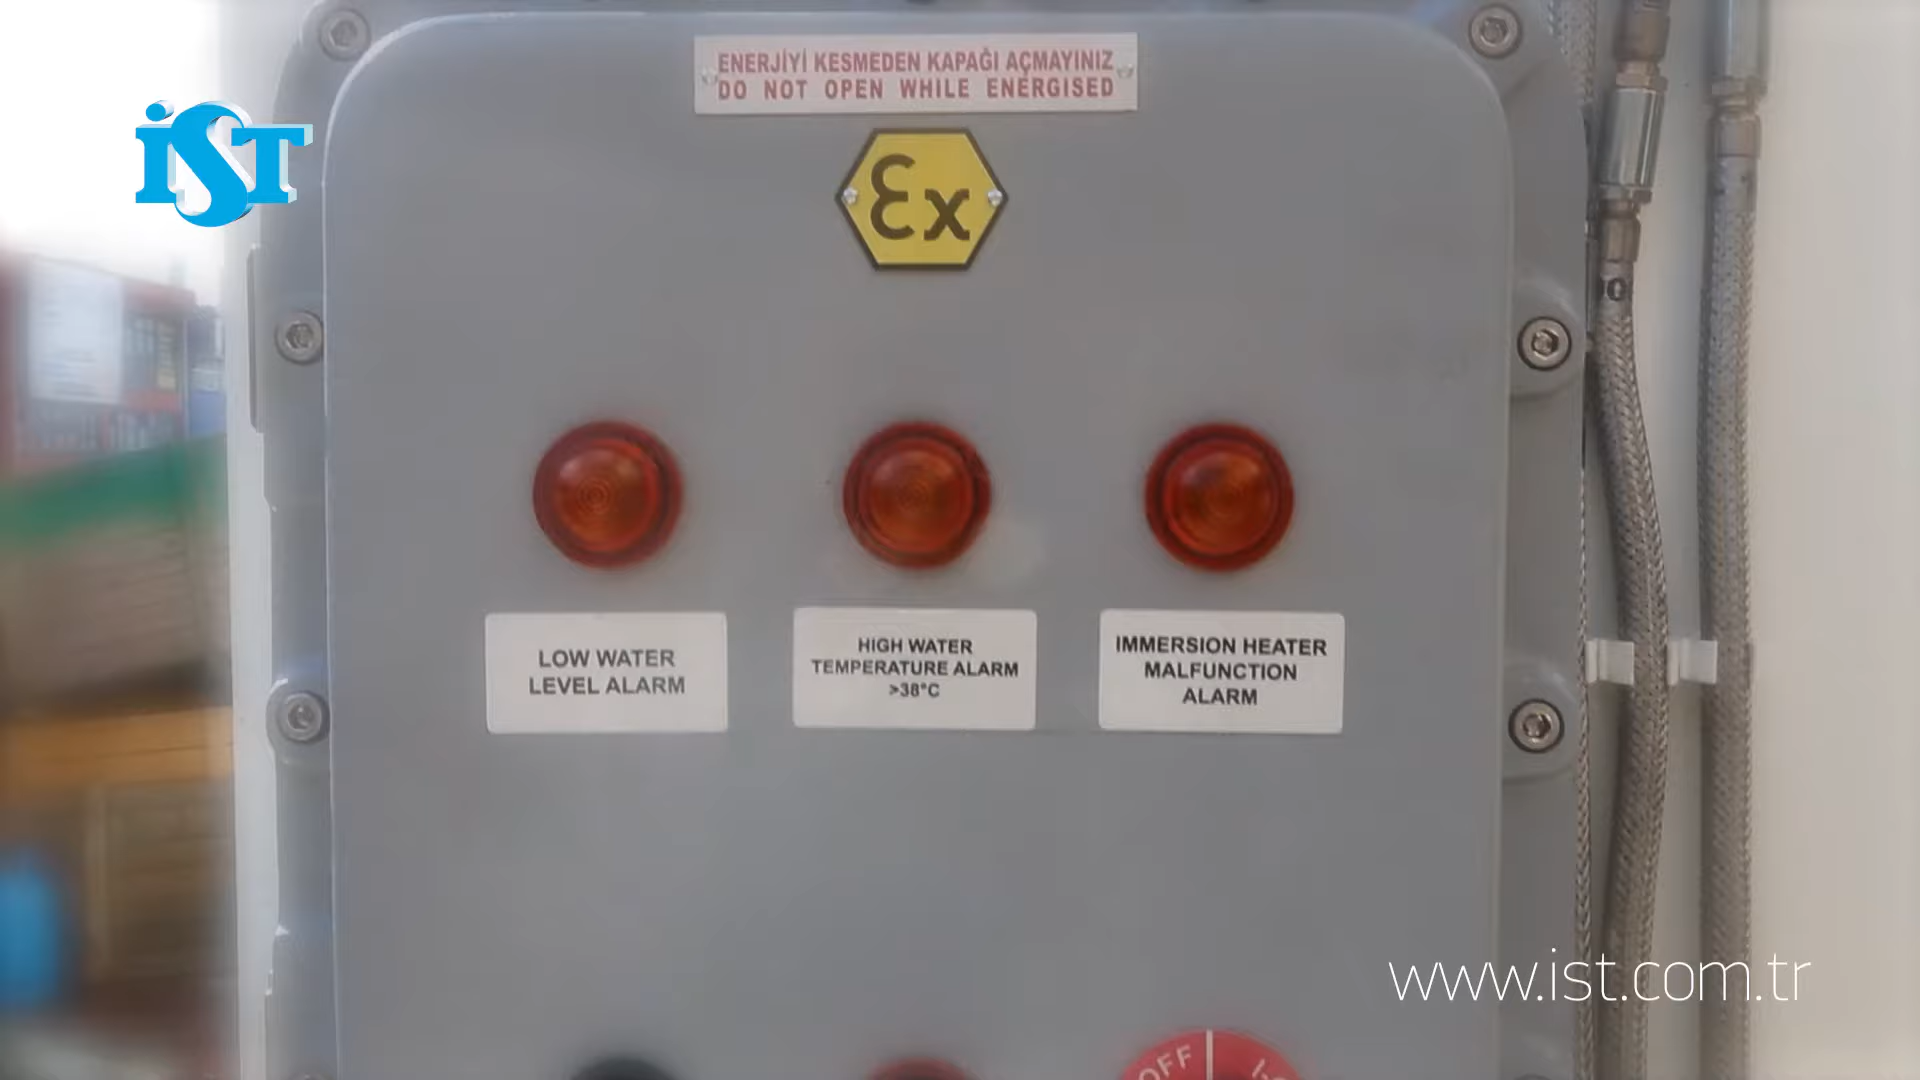 ENERJİYİ KESMEDEN KAPAĞI AÇMAYINIZ
DO NOT OPEN WHILE ENERGISED
iST
Ex
LOW WATER
LEVEL ALARM
HIGH WATER
TEMPERATURE ALARM
>38°C
IMMERSION HEATER
MALFUNCTION
ALARM
www.ist.com.tr
OFF